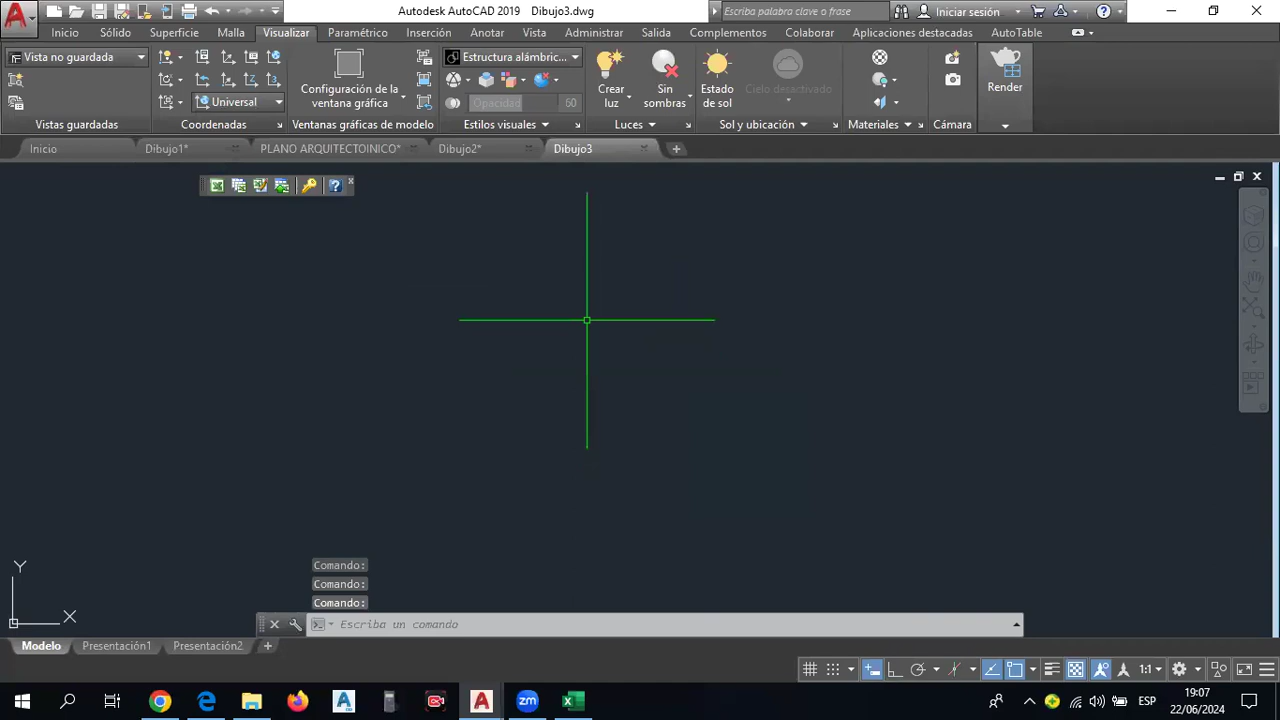 Autodesk AutoCAD 2019 Dibujo3.dwg
Escriba palabra clave o frase
Iniciar sesión
Inicio Sólido Superficie Malla Visualizar Paramétrico Inserción Anotar Vista Administrar Salida Complementos Colaborar Aplicaciones destacadas AutoTable
Vista no guardada
Universal
Configuración de la
ventana gráfica
Estructura alámbric...
Opacidad 60
Crear
luz
Sin
sombras
Estado
de sol
Cielo desactivado
Render
Vistas guardadas Coordenadas Ventanas gráficas de modelo Estilos visuales Luces Sol y ubicación Materiales Cámara
Inicio Dibujo1* PLANO ARQUITECTOINICO* Dibujo2* Dibujo3
Y
X
Comando:
Comando:
Comando:
Escriba un comando
Modelo Presentación1 Presentación2
1:1
ESP
19:07
22/06/2024